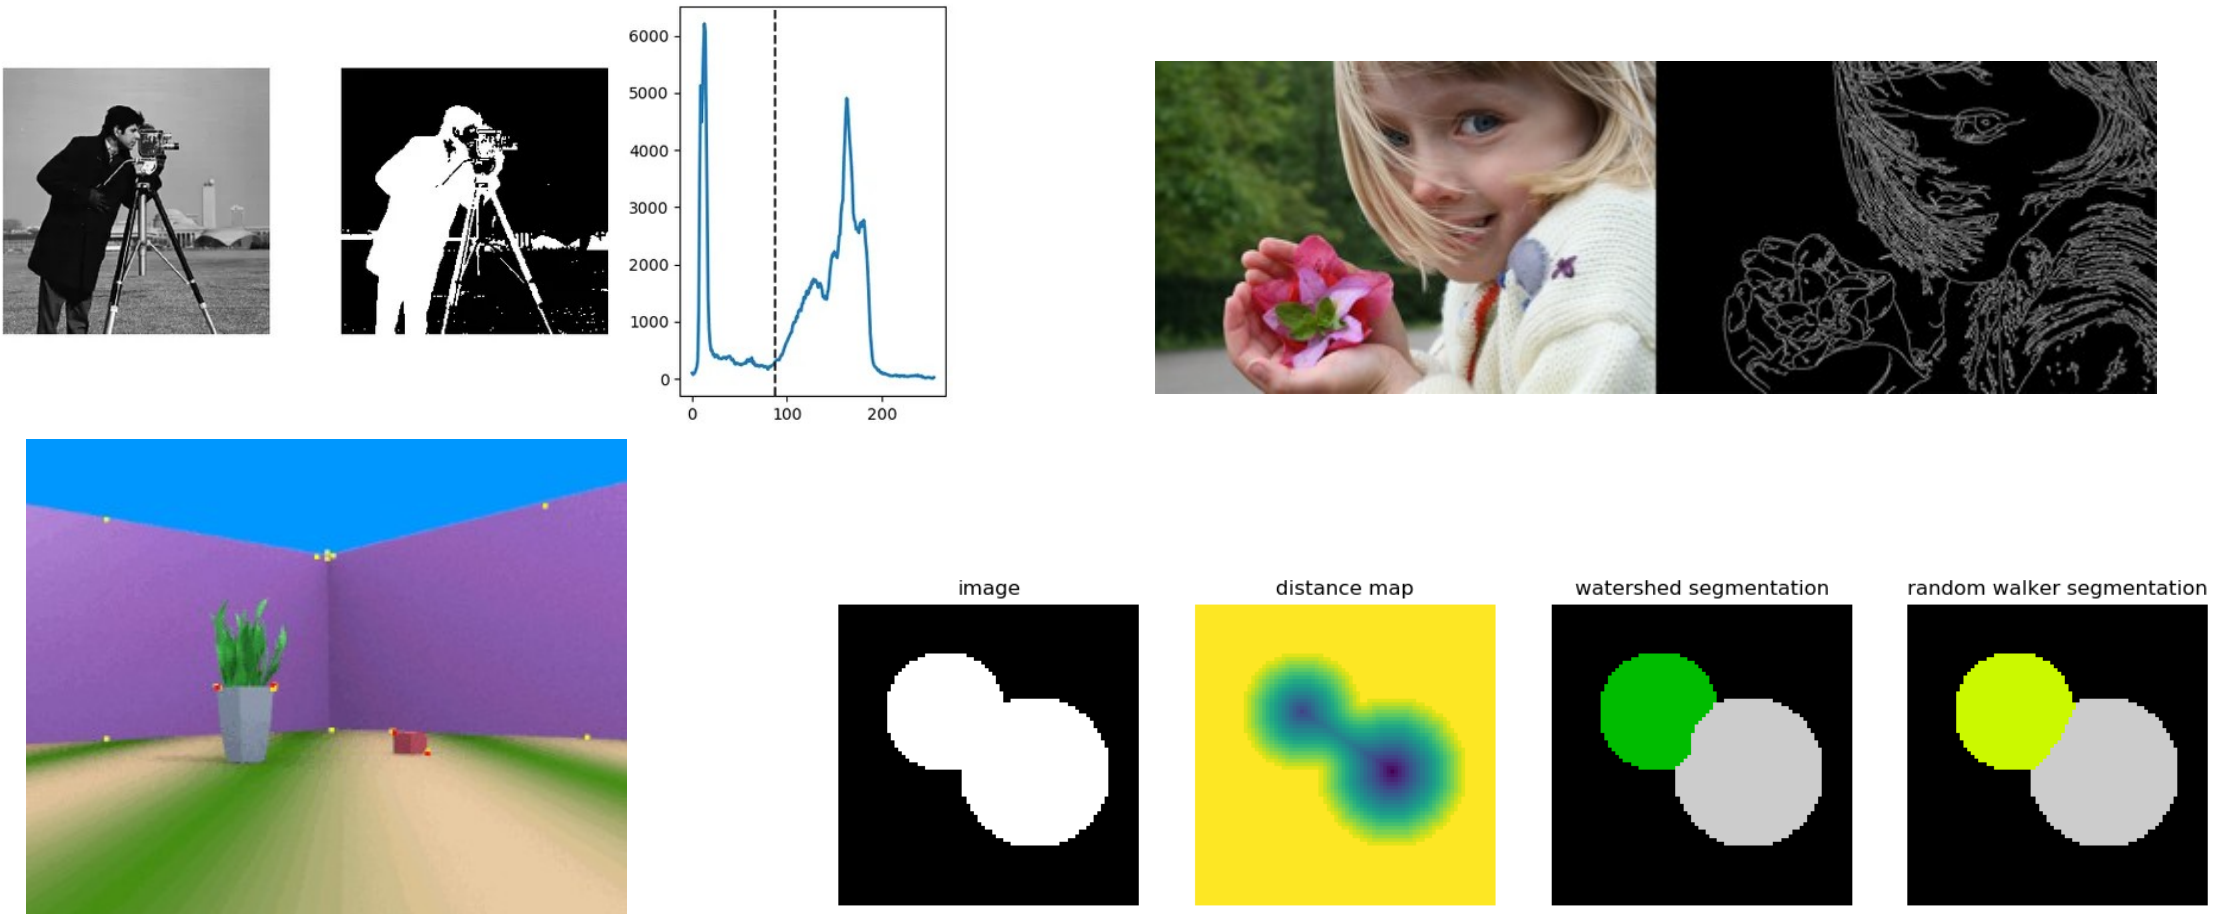 6000
5000
4000
3000
2000
1000
0
0 100 200
image
distance map
watershed segmentation
random walker segmentation